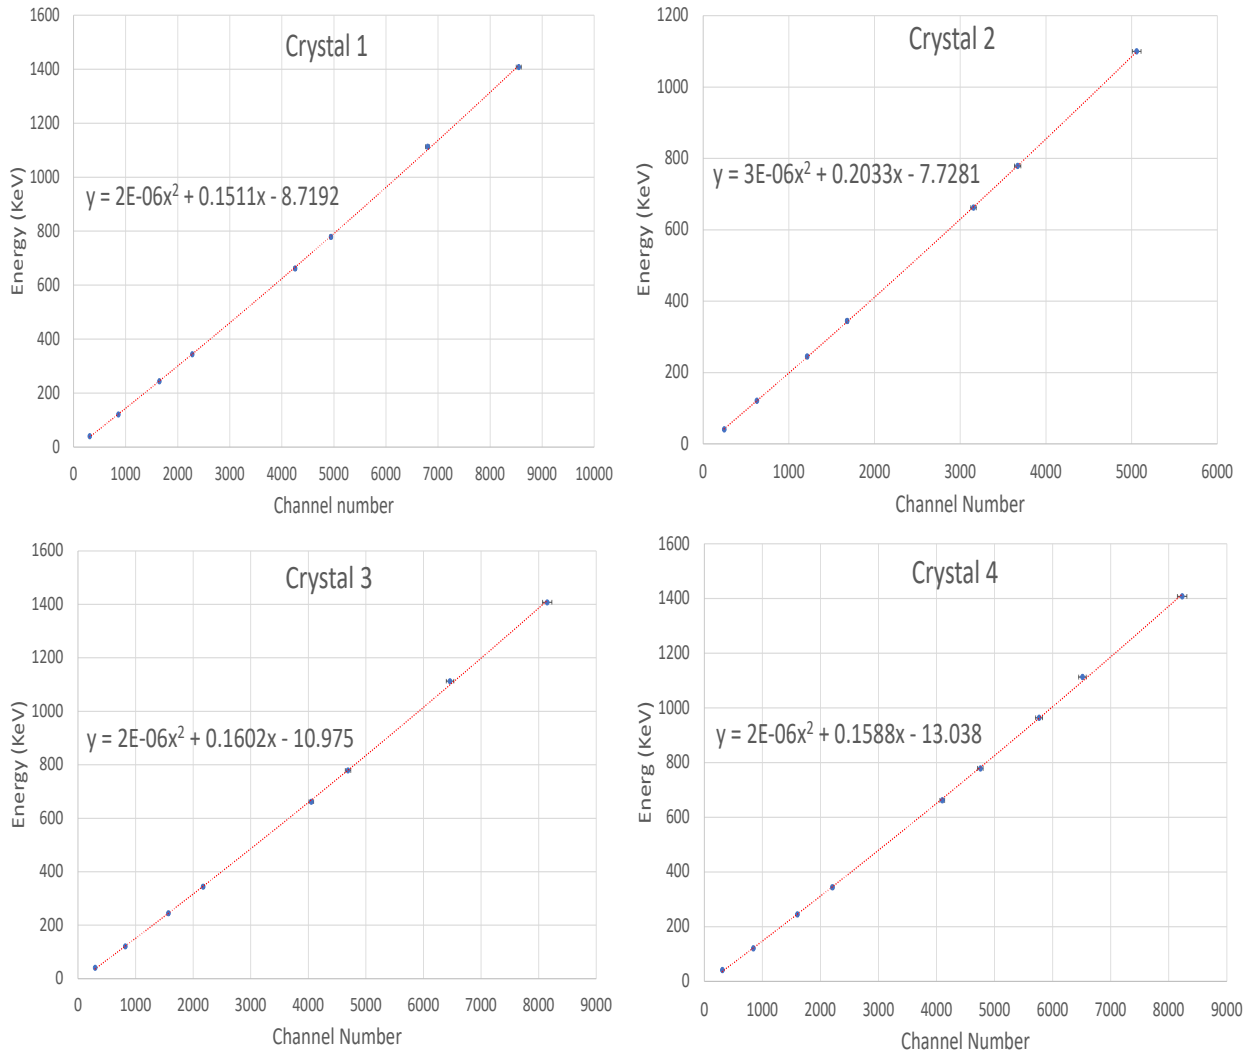 Crystal 1
1600
1400
1200
1000
800
600
400
200
0
Energy (KeV)
y = 2E-06x² + 0.1511x - 8.7192
0 1000 2000 3000 4000 5000 6000 7000 8000 9000 10000
Channel number
Crystal 2
1200
1000
800
600
400
200
0
Energy (KeV)
y = 3E-06x² + 0.2033x - 7.7281
0 1000 2000 3000 4000 5000 6000
Channel Number
Crystal 3
1600
1400
1200
1000
800
600
400
200
0
Energy (KeV)
y = 2E-06x² + 0.1602x - 10.975
0 1000 2000 3000 4000 5000 6000 7000 8000 9000
Channel Number
Crystal 4
1600
1400
1200
1000
800
600
400
200
0
Energ (KeV)
y = 2E-06x² + 0.1588x - 13.038
0 1000 2000 3000 4000 5000 6000 7000 8000 9000
Channel Number